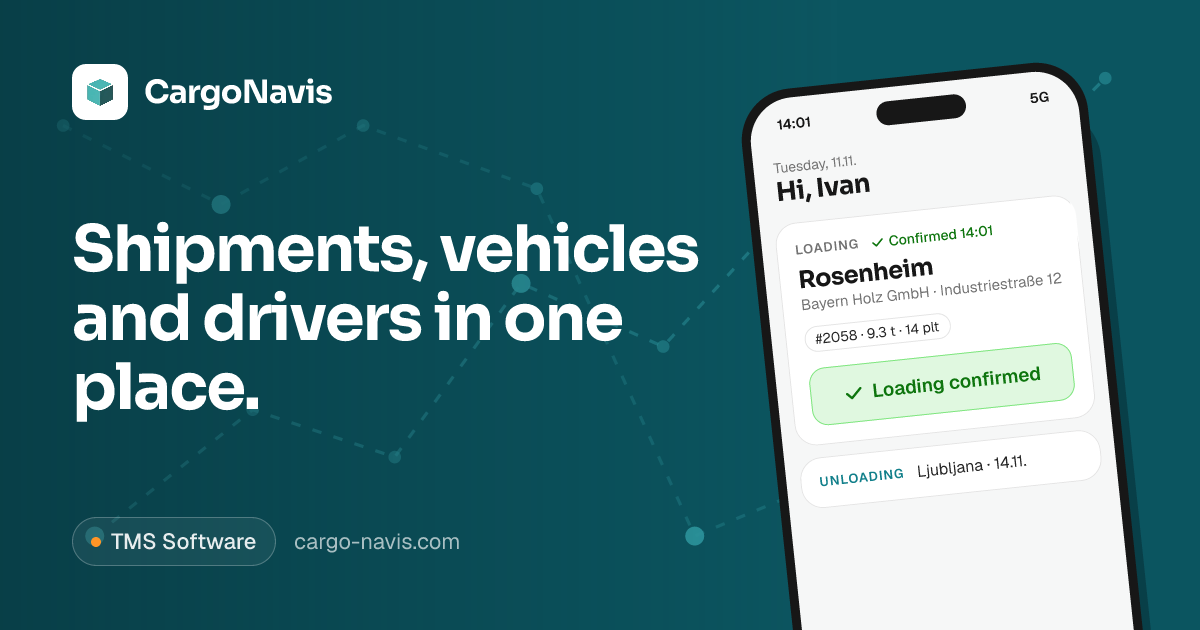 CargoNavis
Shipments, vehicles
and drivers in one
place.
TMS Software
cargo-navis.com
14:01
5G
Tuesday, 11.11.
Hi, Ivan
LOADING
Confirmed 14:01
Rosenheim
Bayern Holz GmbH · Industriestraße 12
#2058 · 9.3 t · 14 plt
Loading confirmed
UNLOADING
Ljubljana · 14.11.